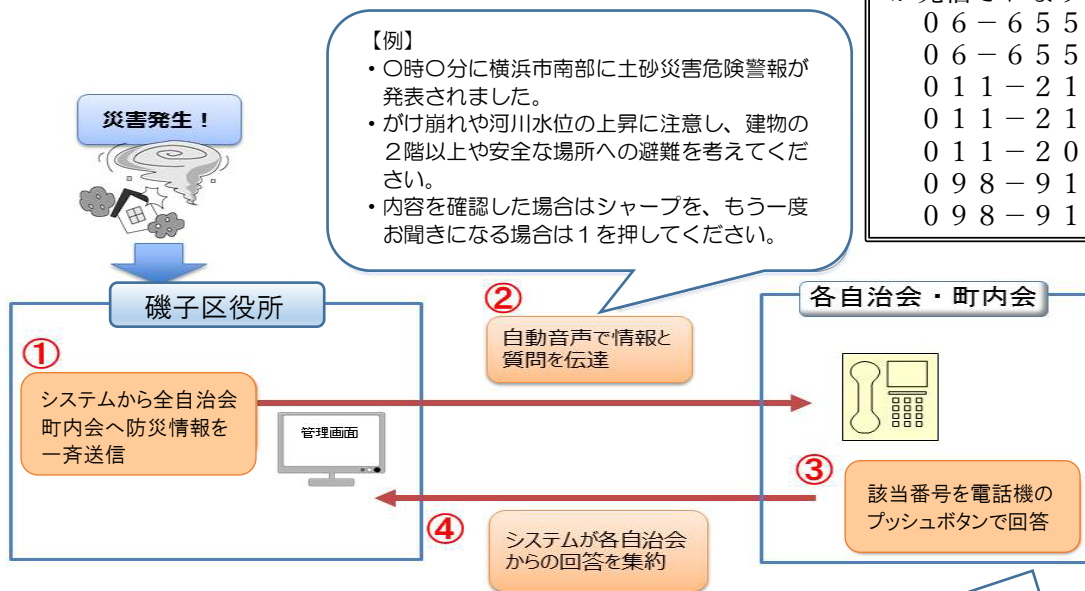 【例】
・〇時〇分に横浜市南部に土砂災害危険警報が
発表されました。
・がけ崩れや河川水位の上昇に注意し、建物の
２階以上や安全な場所への避難を考えてくだ
さい。
・内容を確認した場合はシャープを、もう一度
お聞きになる場合は１を押してください。
０６－６５５
０６－６５５
０１１－２１
０１１－２１
０１１－２０
０９８－９１
０９８－９１
災害発生！
磯子区役所
①
システムから全自治会
町内会へ防災情報を
一斉送信
管理画面
②
自動音声で情報と
質問を伝達
各自治会・町内会
③
該当番号を電話機の
プッシュボタンで回答
④
システムが各自治会
からの回答を集約